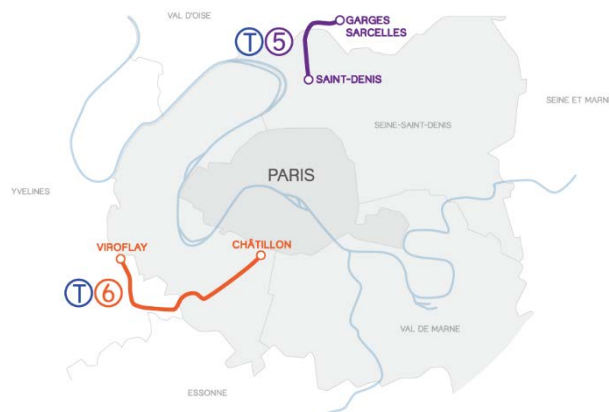 VAL D'OISE
GARGES
SARCELLES
T 5
SAINT-DENIS
SEINE ET MARN
SEINE-SAINT-DENIS
PARIS
YVELINES
VIROFLAY
CHÂTILLON
T 6
VAL DE MARNE
ESSONNE